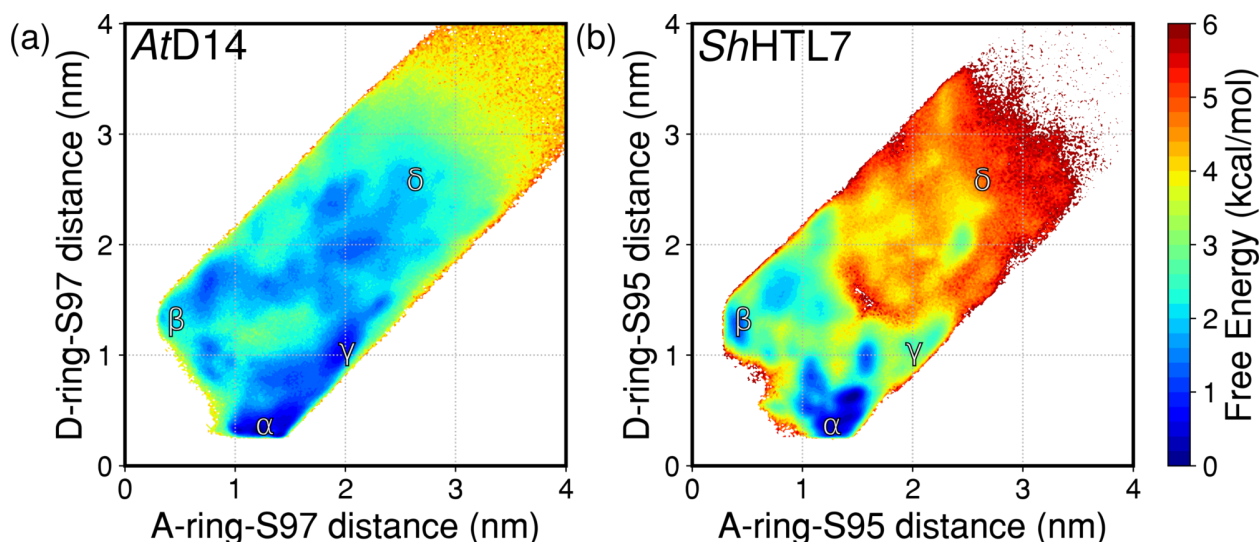 (a)
AtD14
D-ring-S97 distance (nm)
4
3
2
1
0
δ
β
γ
α
0 1 2 3 4
A-ring-S97 distance (nm)
(b)
ShHTL7
D-ring-S95 distance (nm)
4
3
2
1
0
δ
β
γ
α
0 1 2 3 4
A-ring-S95 distance (nm)
6
5
4
3
2
1
0
Free Energy (kcal/mol)